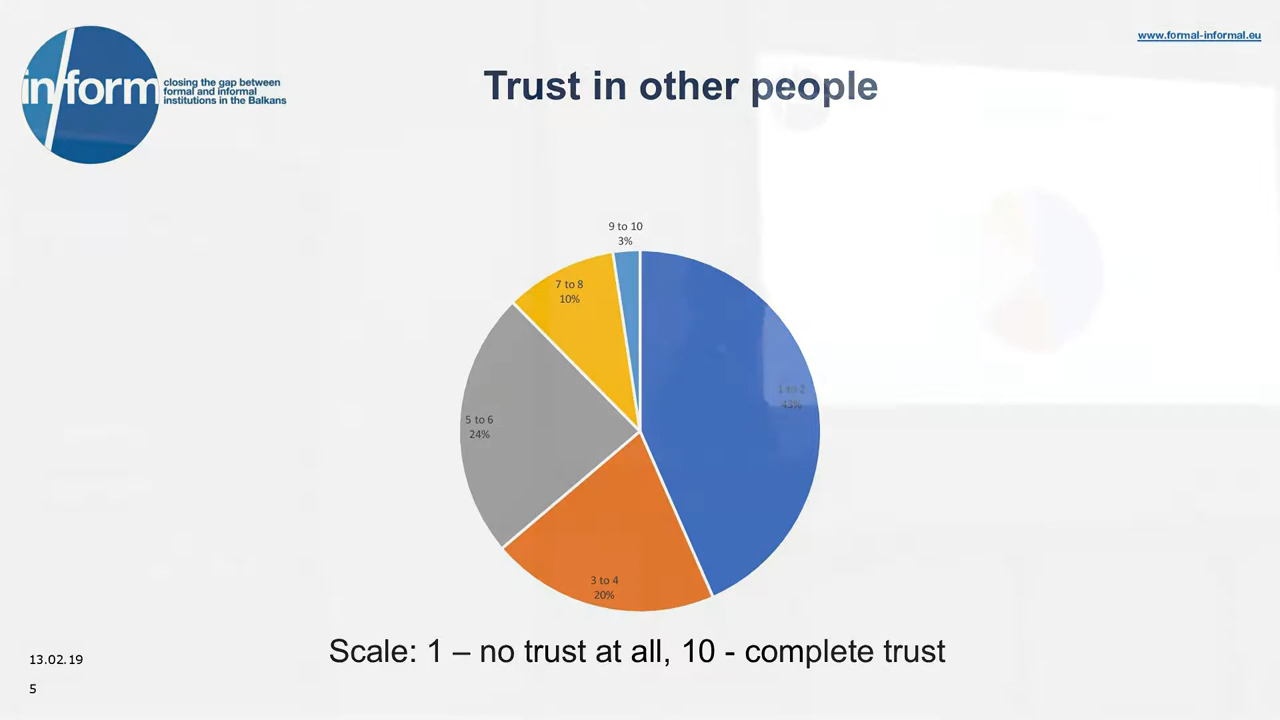 www.formal-informal.eu
in/form
closing the gap between
formal and informal
institutions in the Balkans
Trust in other people
9 to 10
3%
7 to 8
10%
1 to 2
43%
5 to 6
24%
3 to 4
20%
Scale: 1 – no trust at all, 10 - complete trust
13.02.19
5